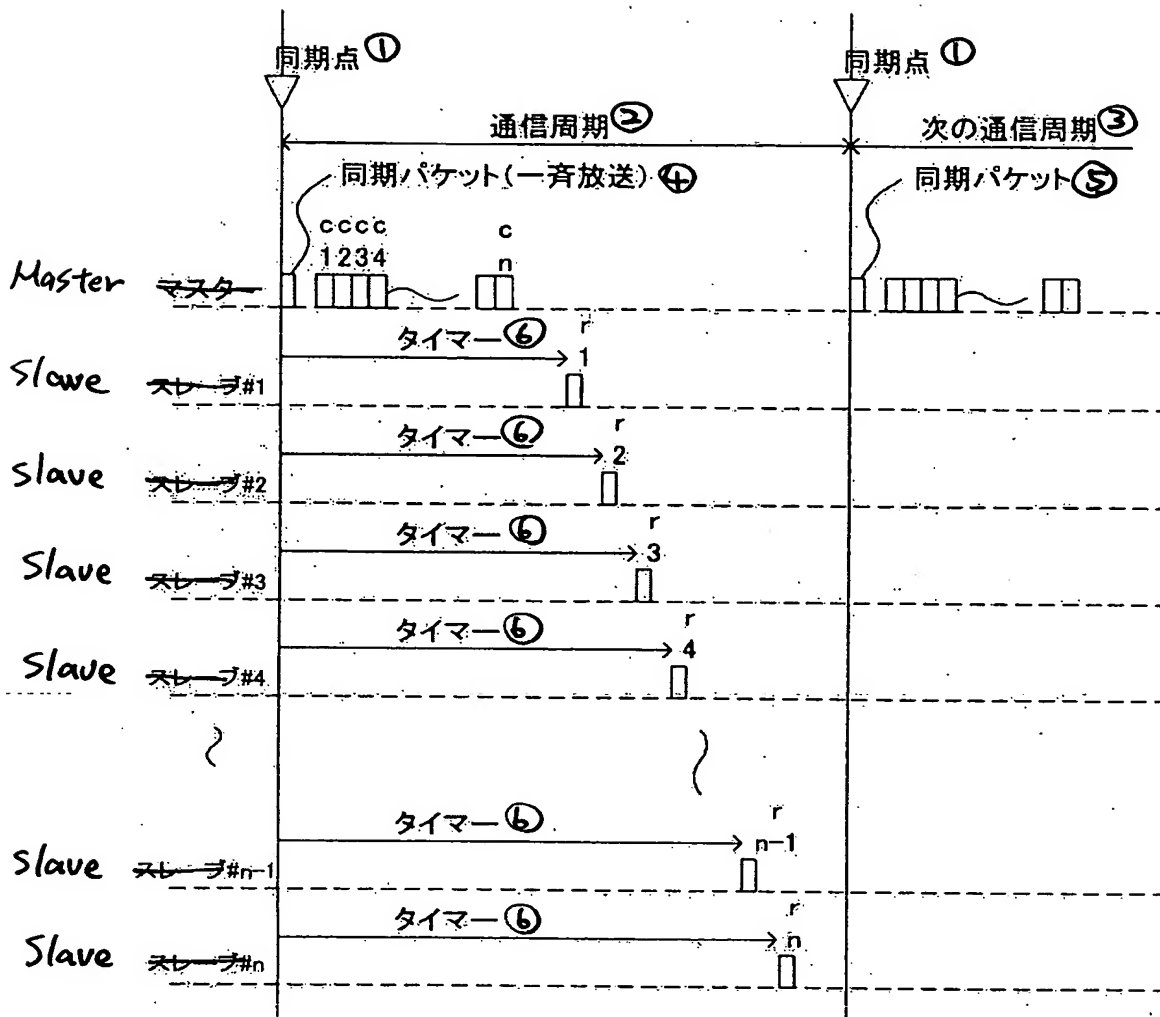 同期点 ① 同期点 ①
通信周期 ② 次の通信周期 ③
同期パケット(一斉放送) ④ 同期パケット ⑤
c c c c c
1 2 3 4 n
Master マスター
タイマー ⑥ r
1
Slawe スレーブ#1
タイマー ⑥ r
2
Slave スレーブ#2
タイマー ⑥ r
3
Slave スレーブ#3
タイマー ⑥ r
4
Slave スレーブ#4
タイマー ⑥ r
n-1
Slave スレーブ#n-1
タイマー ⑥ r
n
Slave スレーブ#n